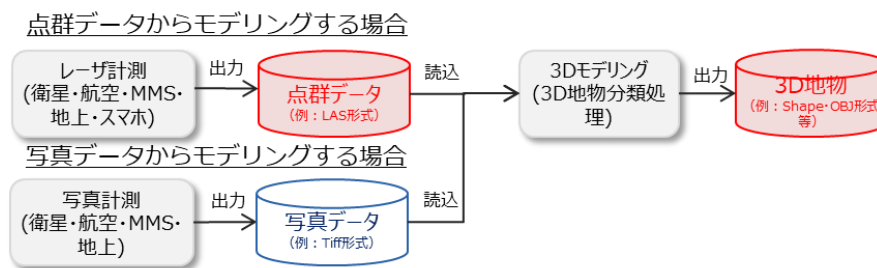 点群データからモデリングする場合
レーザ計測
(衛星・航空・MMS・
地上・スマホ)
出力
点群データ
(例：LAS形式)
読込
3Dモデリング
(3D地物分類処
理)
出力
3D地物
(例：Shape・OBJ形式
等)
写真データからモデリングする場合
写真計測
(衛星・航空・MMS・
地上)
出力
写真データ
(例：Tiff形式)
読込